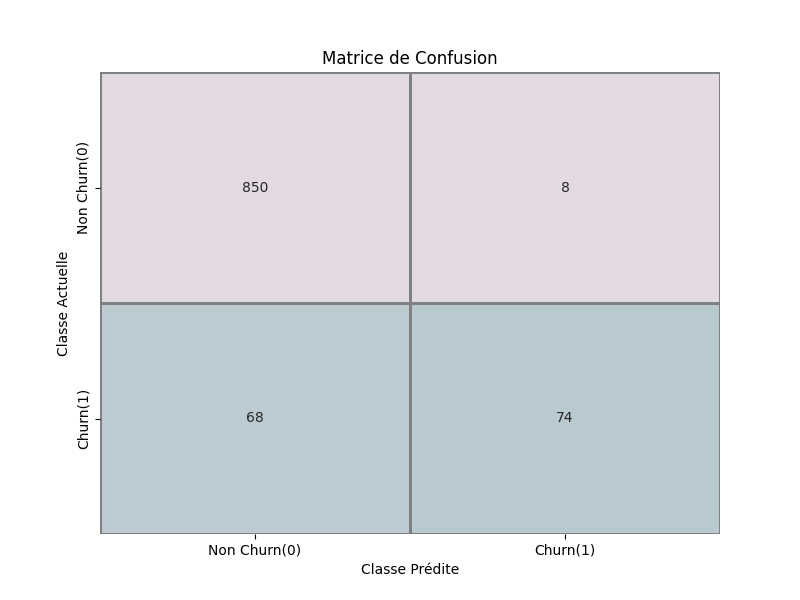 Matrice de Confusion
Classe Actuelle
Non Churn(0)
850
8
Churn(1)
68
74
Non Churn(0)
Churn(1)
Classe Prédite